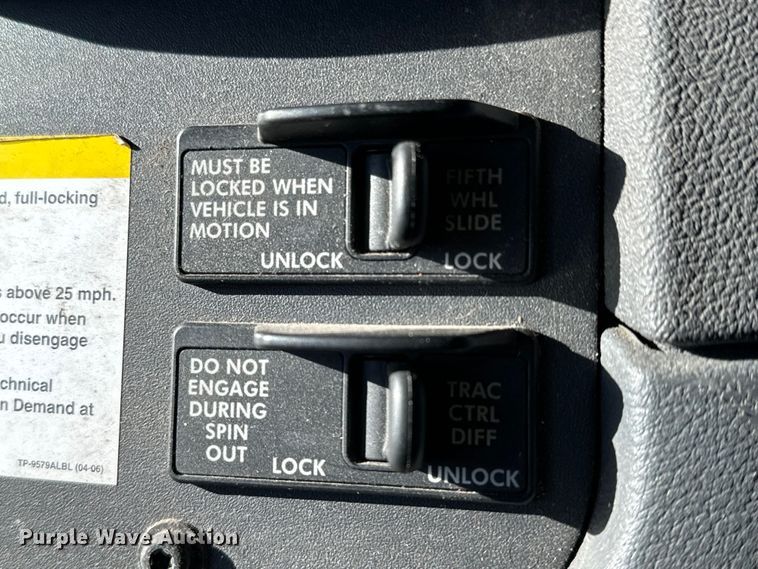 d, full-locking
s above 25 mph.
occur when
u disengage
chnical
n Demand at
TP-9579ALBL (04-06)
MUST BE
LOCKED WHEN
VEHICLE IS IN
MOTION
UNLOCK
FIFTH
WHL
SLIDE
LOCK
DO NOT
ENGAGE
DURING
SPIN
OUT
LOCK
TRAC
CTRL
DIFF
UNLOCK
Purple Wave Auction